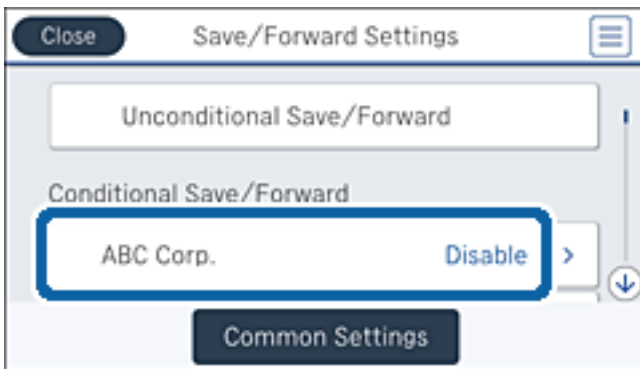 Close Save/Forward Settings
Unconditional Save/Forward
Conditional Save/Forward
ABC Corp. Disable >
Common Settings